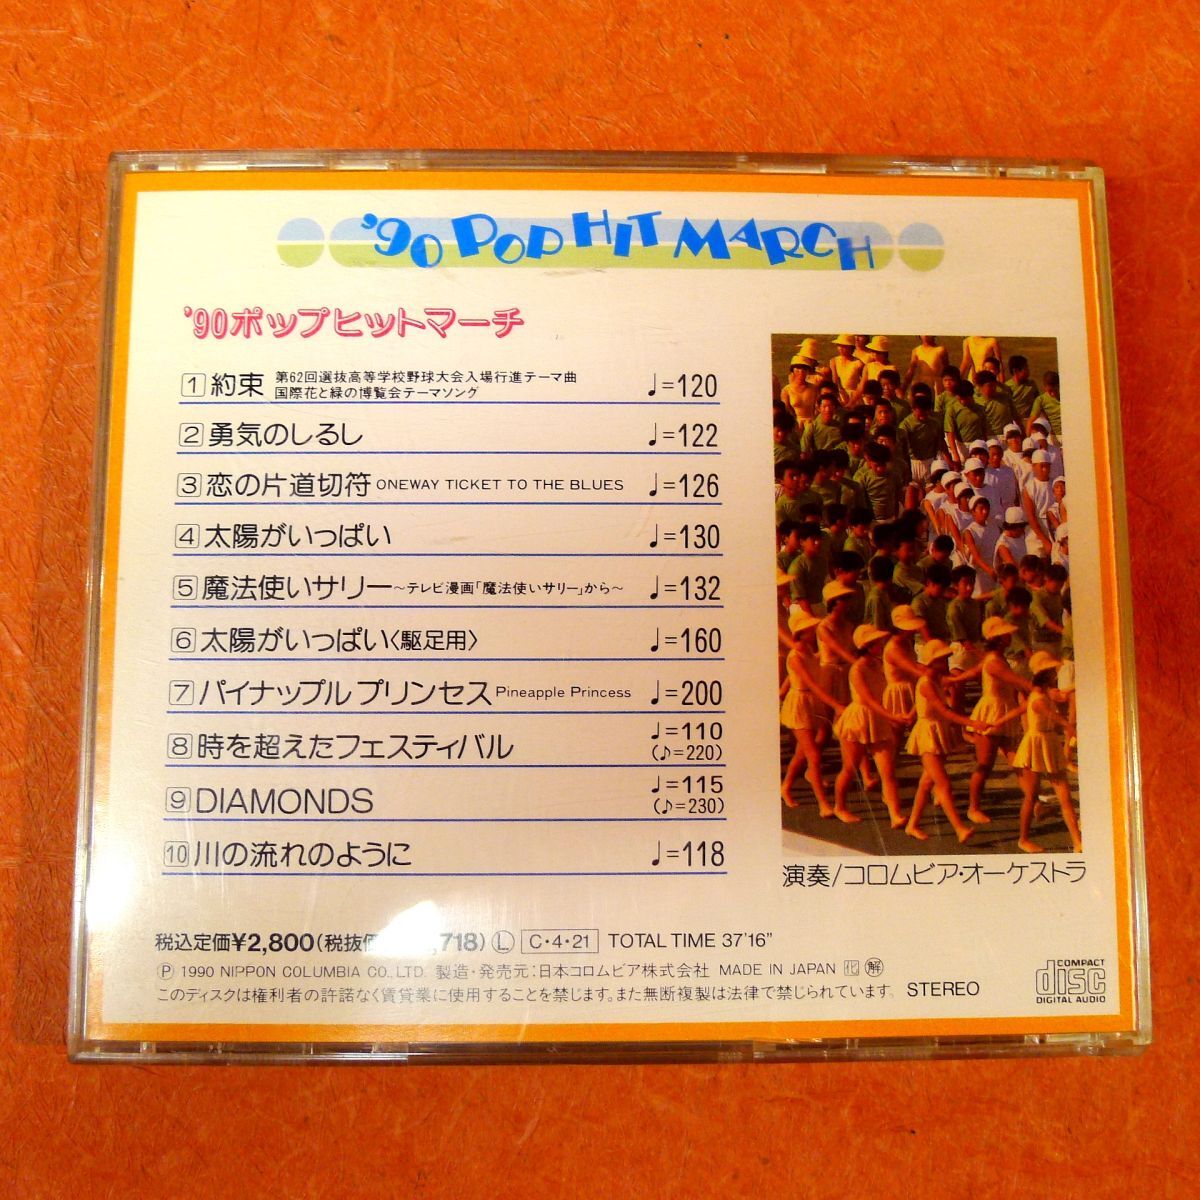 '90 POP HIT MARCH
'90ポップヒットマーチ
1 約束 第62回選抜高等学校野球大会入場行進テーマ曲 ♩=120
国際花と緑の博覧会テーマソング
2 勇気のしるし ♩=122
3 恋の片道切符 ONEWAY TICKET TO THE BLUES ♩=126
4 太陽がいっぱい ♩=130
5 魔法使いサリー～テレビ漫画「魔法使いサリー」から～ ♩=132
6 太陽がいっぱい〈駆足用〉 ♩=160
7 パイナップル プリンセス Pineapple Princess ♩=200
8 時を超えたフェスティバル ♩=110
(♪=220)
9 DIAMONDS ♩=115
(♪=230)
10 川の流れのように ♩=118
演奏/コロムビア・オーケストラ
税込定価¥2,800(税抜価 718) Ⓛ C・4・21 TOTAL TIME 37'16"
Ⓟ 1990 NIPPON COLUMBIA CO., LTD. 製造・発売元:日本コロムビア株式会社 MADE IN JAPAN 解
このディスクは権利者の許諾なく賃貸業に使用することを禁じます。また無断複製は法律で禁じられています。 STEREO
COMPACT
disc
DIGITAL AUDIO